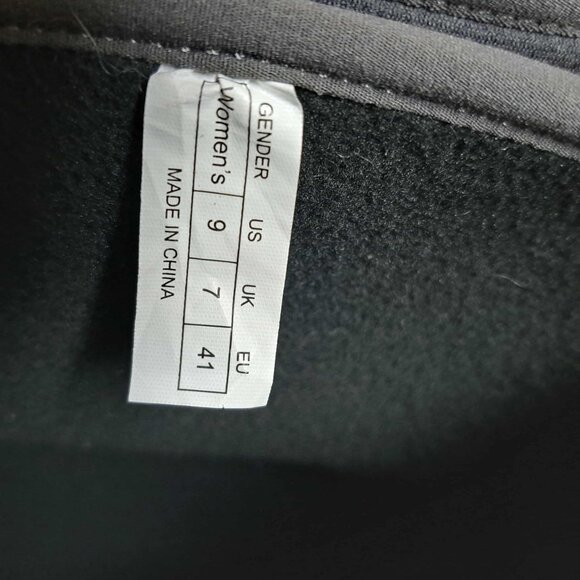 GENDER US UK EU
Women's 9 7 41
MADE IN CHINA